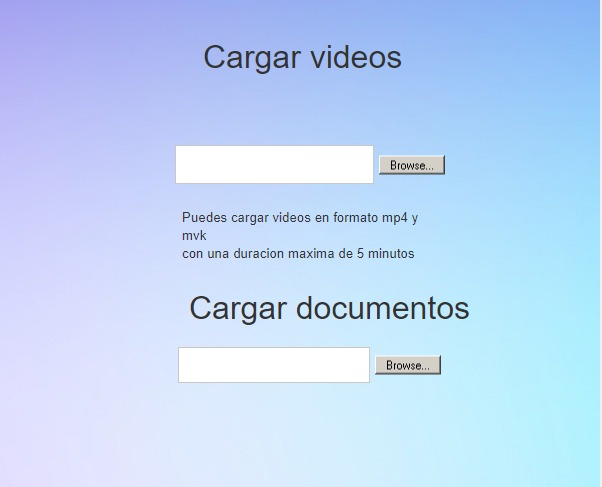 Cargar videos
Browse...
Puedes cargar videos en formato mp4 y
mvk
con una duracion maxima de 5 minutos
Cargar documentos
Browse...